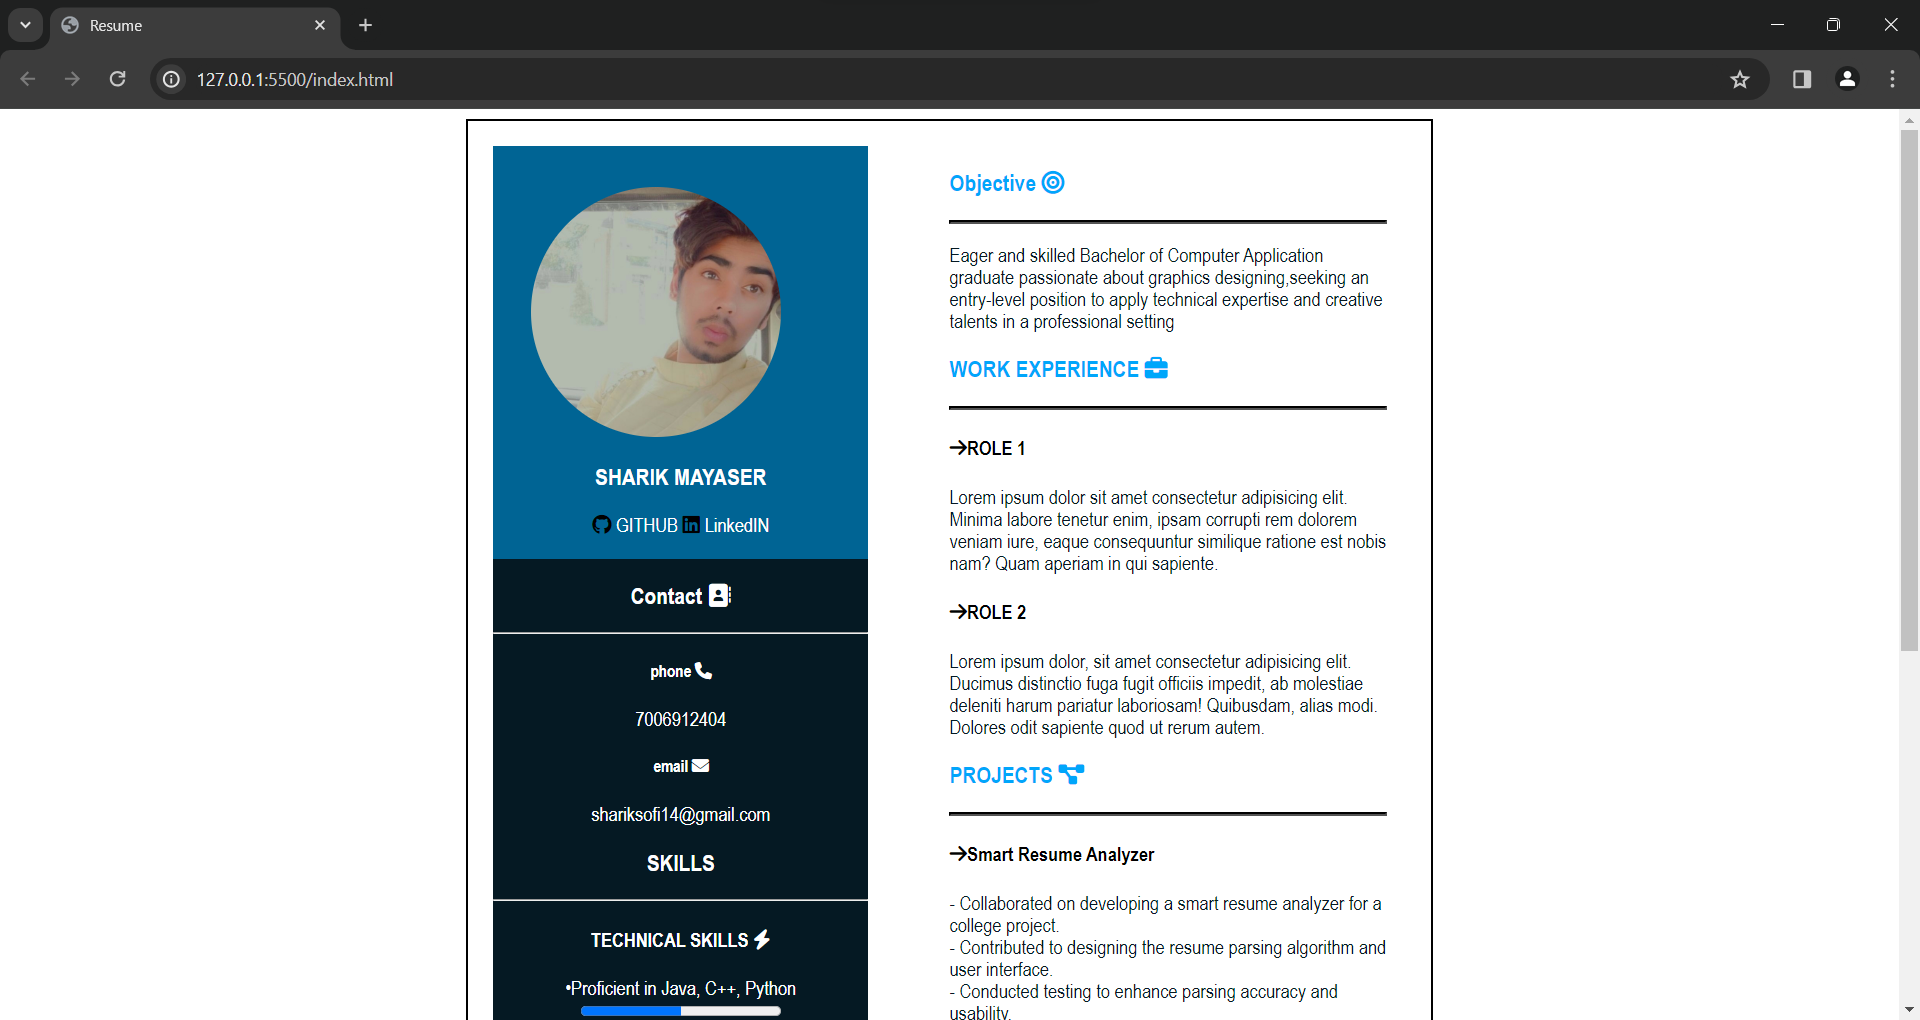 Resume
127.0.0.1:5500/index.html
SHARIK MAYASER
GITHUB LinkedIN
Contact
phone
7006912404
email
shariksofi14@gmail.com
SKILLS
TECHNICAL SKILLS
•Proficient in Java, C++, Python
Objective
Eager and skilled Bachelor of Computer Application
graduate passionate about graphics designing,seeking an
entry-level position to apply technical expertise and creative
talents in a professional setting
WORK EXPERIENCE
→ROLE 1
Lorem ipsum dolor sit amet consectetur adipisicing elit.
Minima labore tenetur enim, ipsam corrupti rem dolorem
veniam iure, eaque consequuntur similique ratione est nobis
nam? Quam aperiam in qui sapiente.
→ROLE 2
Lorem ipsum dolor, sit amet consectetur adipisicing elit.
Ducimus distinctio fuga fugit officiis impedit, ab molestiae
deleniti harum pariatur laboriosam! Quibusdam, alias modi.
Dolores odit sapiente quod ut rerum autem.
PROJECTS
→Smart Resume Analyzer
- Collaborated on developing a smart resume analyzer for a
college project.
- Contributed to designing the resume parsing algorithm and
user interface.
- Conducted testing to enhance parsing accuracy and
usability.